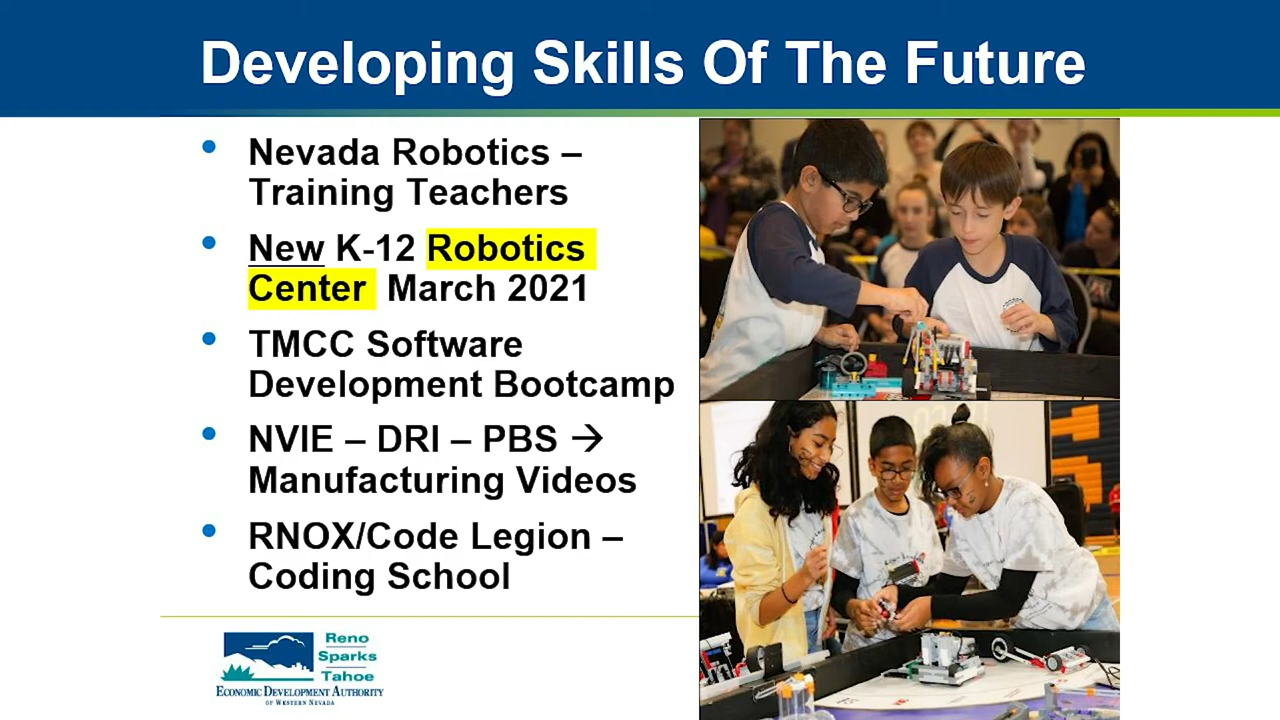 Developing Skills Of The Future
• Nevada Robotics –
Training Teachers
• New K-12 Robotics
Center March 2021
• TMCC Software
Development Bootcamp
• NVIE – DRI – PBS →
Manufacturing Videos
• RNOX/Code Legion –
Coding School
Reno
Sparks
Tahoe
ECONOMIC DEVELOPMENT AUTHORITY
OF WESTERN NEVADA